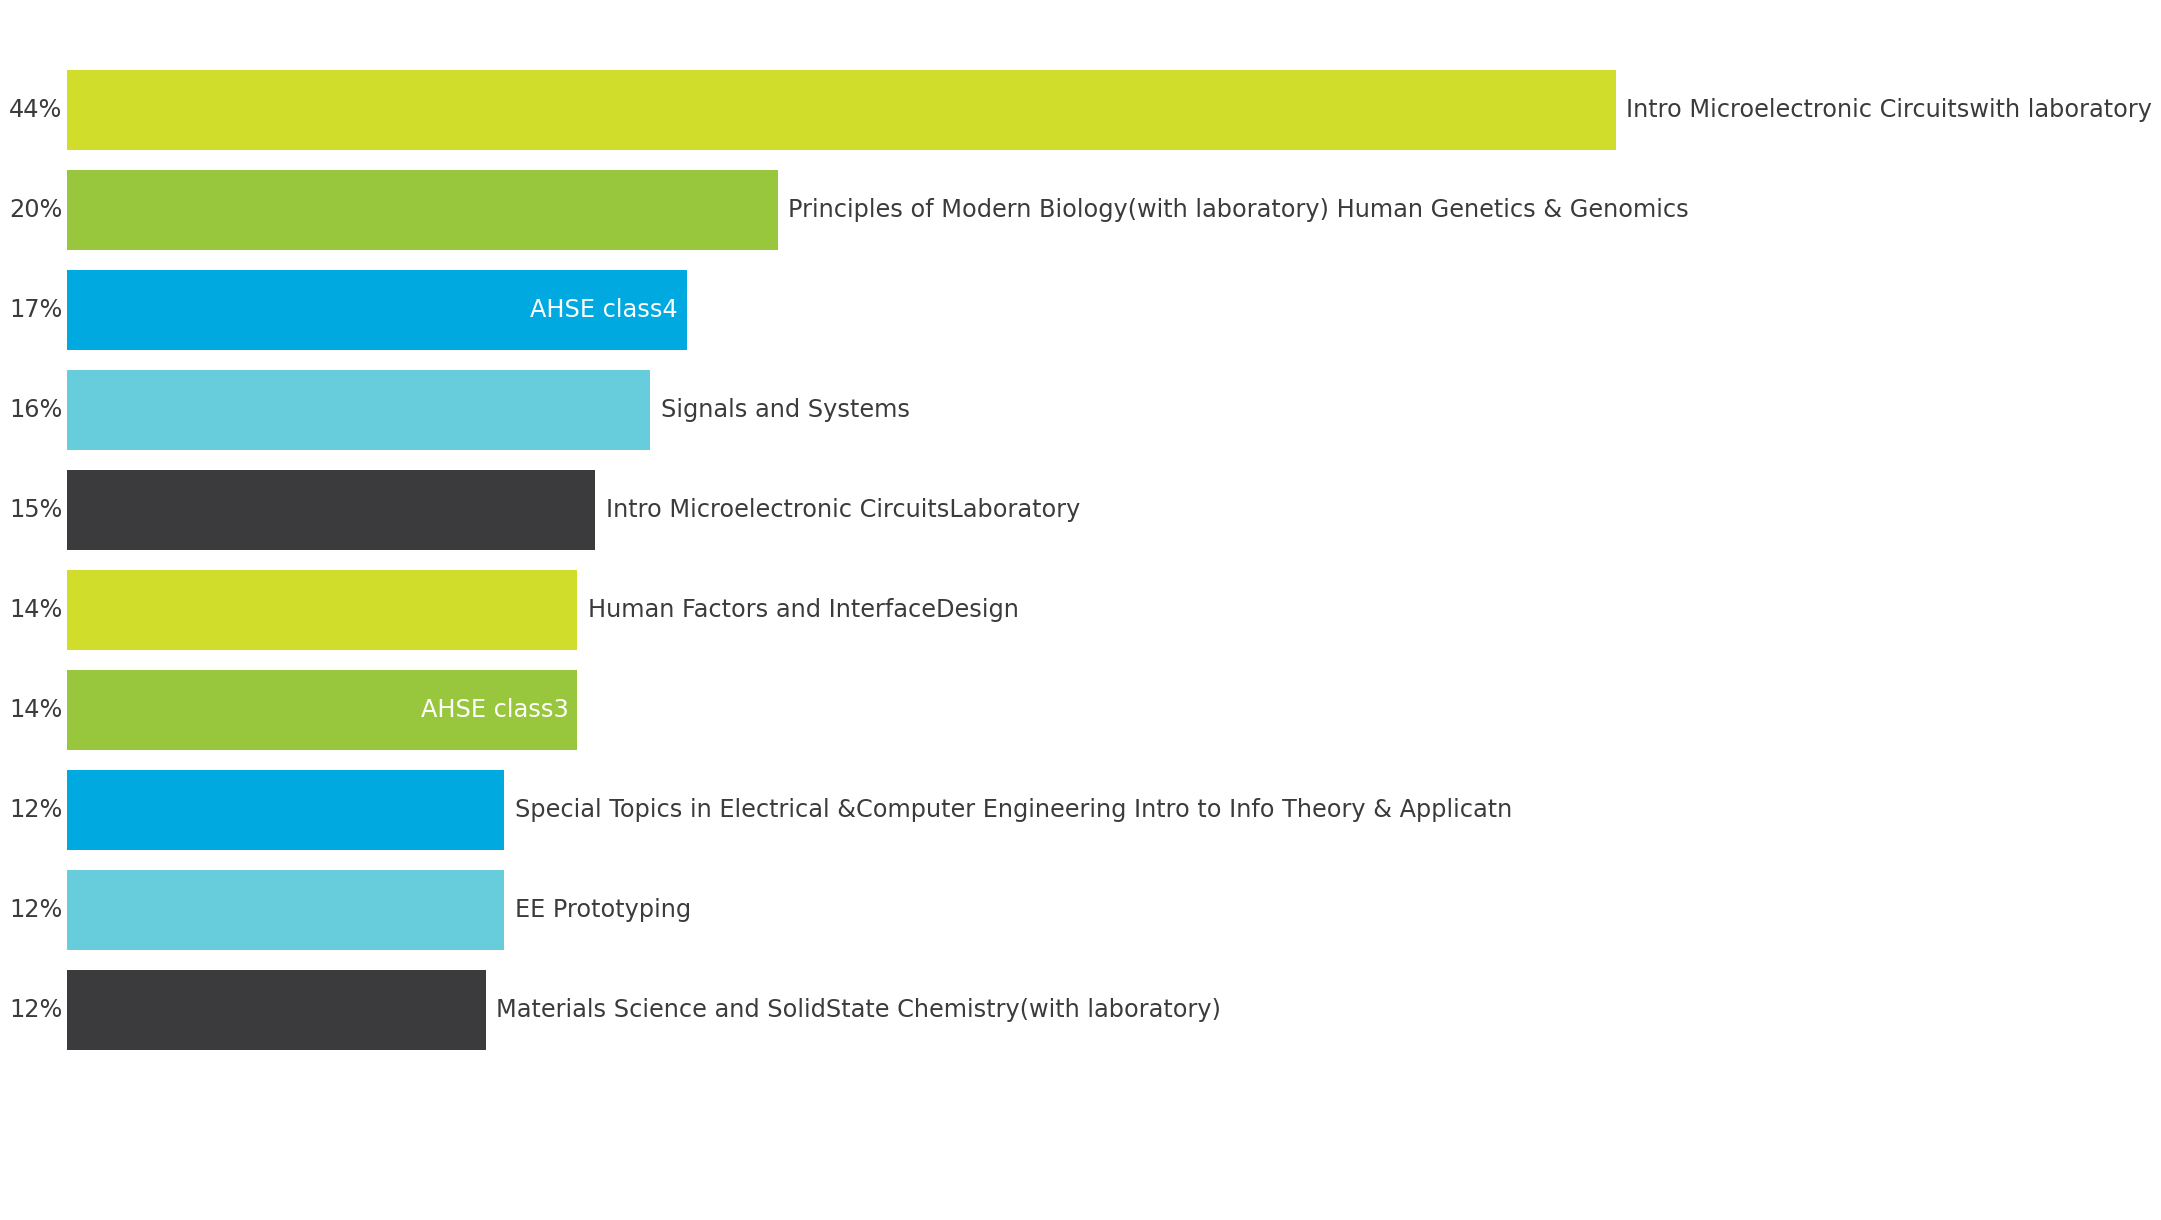 44% Intro Microelectronic Circuitswith laboratory
20% Principles of Modern Biology(with laboratory) Human Genetics & Genomics
17% AHSE class4
16% Signals and Systems
15% Intro Microelectronic CircuitsLaboratory
14% Human Factors and InterfaceDesign
14% AHSE class3
12% Special Topics in Electrical &Computer Engineering Intro to Info Theory & Applicatn
12% EE Prototyping
12% Materials Science and SolidState Chemistry(with laboratory)